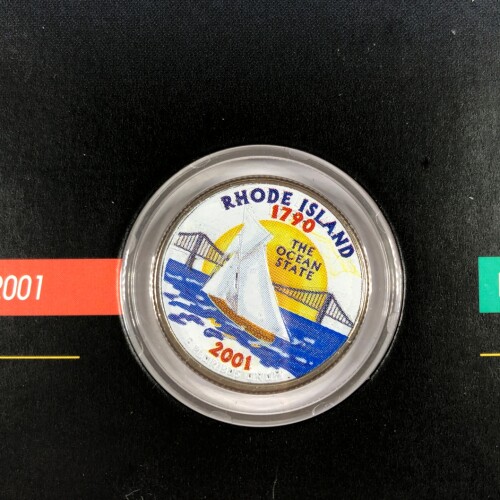 RHODE ISLAND
1790
THE
OCEAN
STATE
2001
2001